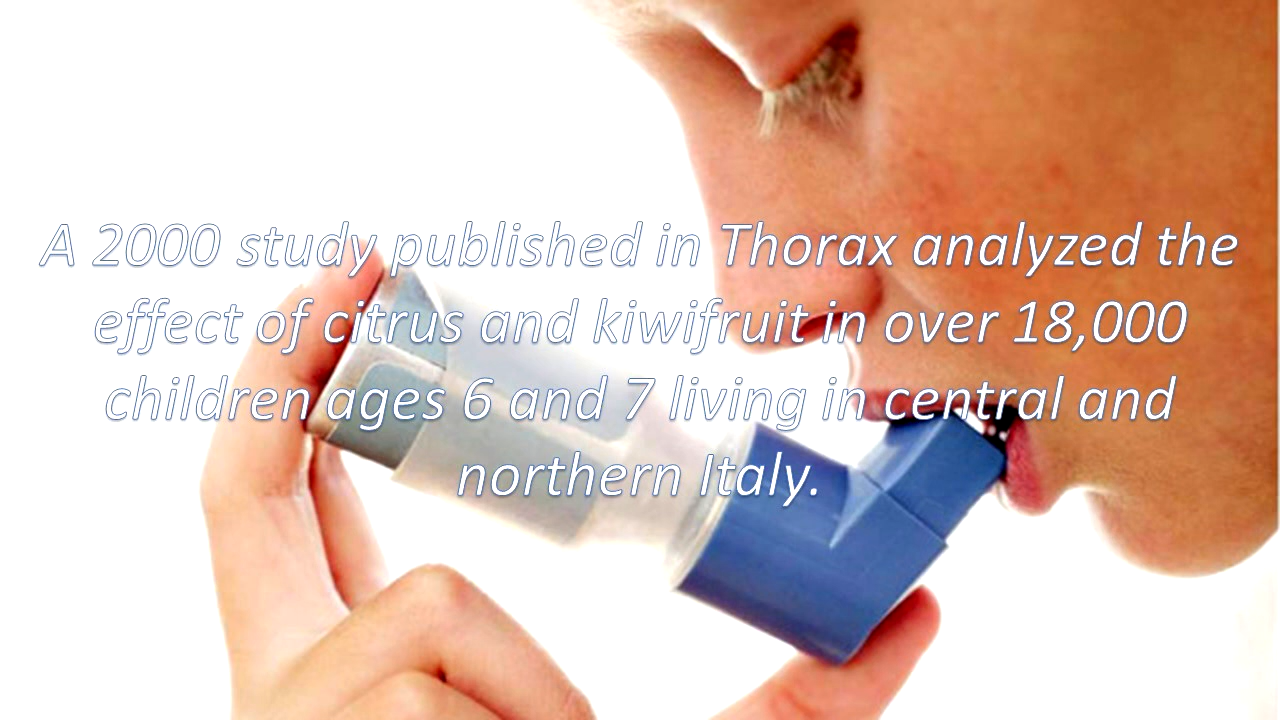 A 2000 study published in Thorax analyzed the
effect of citrus and kiwifruit in over 18,000
children ages 6 and 7 living in central and
northern Italy.